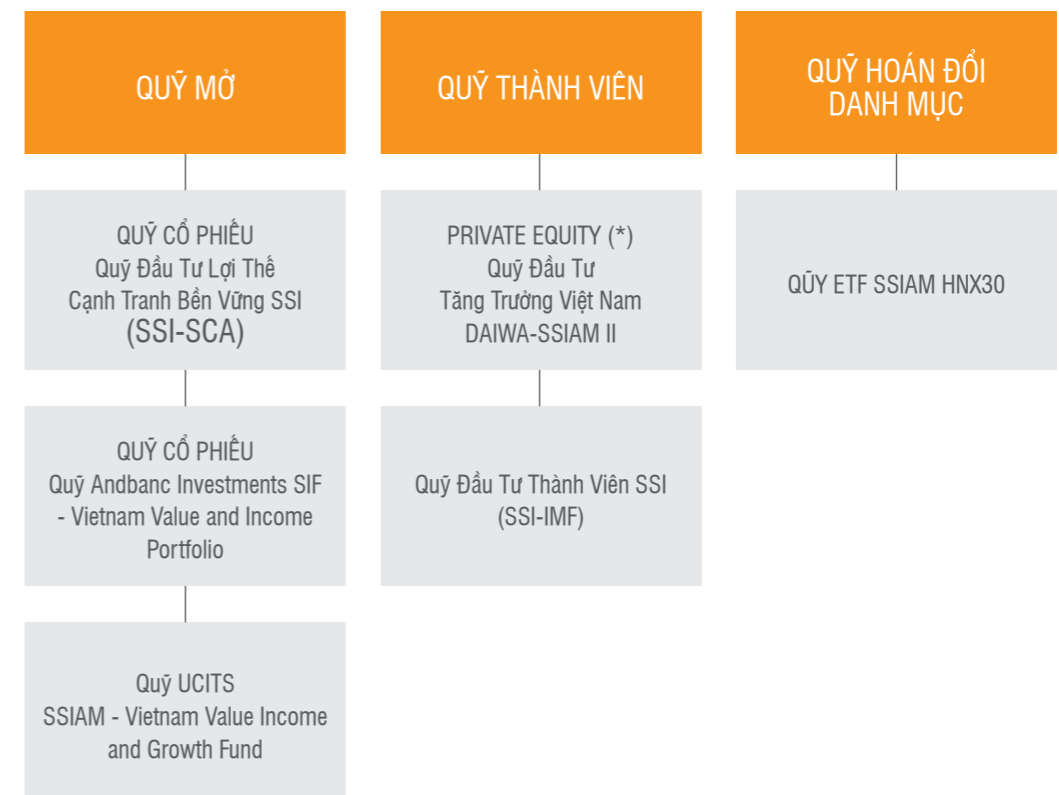 QUỸ MỞ
QUỸ CỔ PHIẾU
Quỹ Đầu Tư Lợi Thế
Cạnh Tranh Bền Vững SSI
(SSI-SCA)
QUỸ CỔ PHIẾU
Quỹ Andbanc Investments SIF
- Vietnam Value and Income
Portfolio
Quỹ UCITS
SSIAM - Vietnam Value Income
and Growth Fund
QUỸ THÀNH VIÊN
PRIVATE EQUITY (*)
Quỹ Đầu Tư
Tăng Trưởng Việt Nam
DAIWA-SSIAM II
Quỹ Đầu Tư Thành Viên SSI
(SSI-IMF)
QUỸ HOÁN ĐỔI
DANH MỤC
QŨY ETF SSIAM HNX30